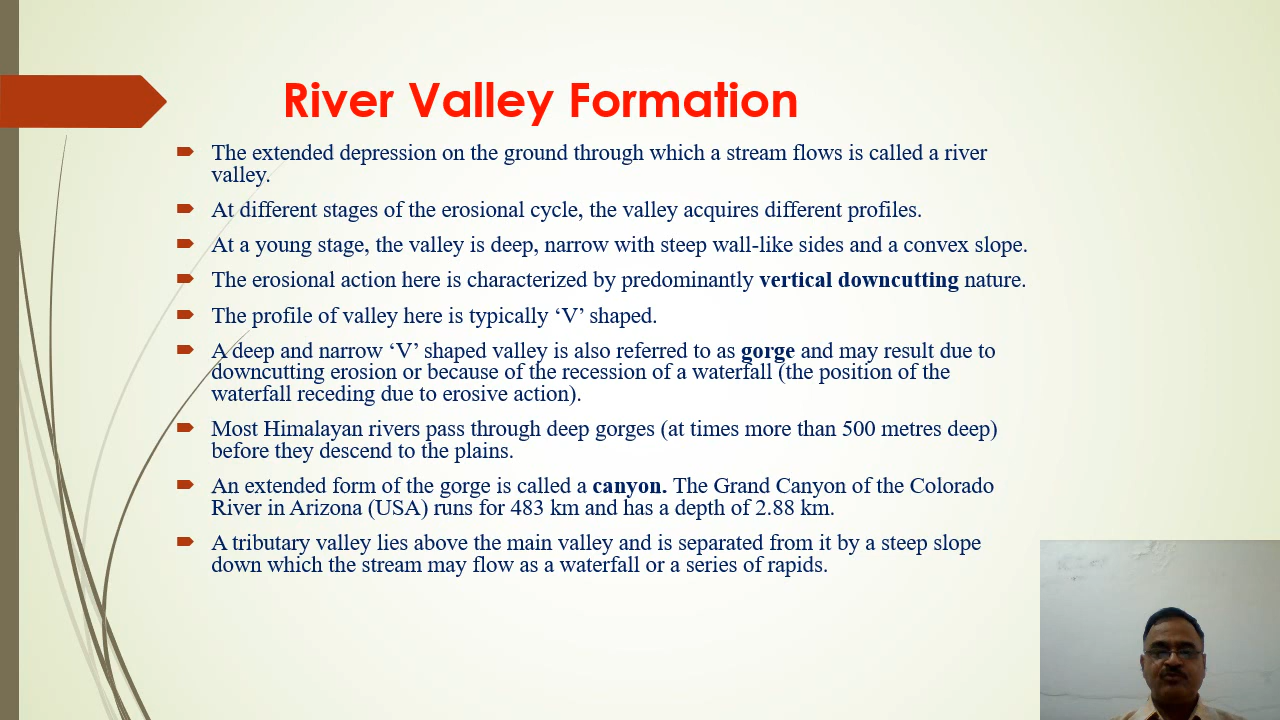 River Valley Formation
The extended depression on the ground through which a stream flows is called a river
valley.
At different stages of the erosional cycle, the valley acquires different profiles.
At a young stage, the valley is deep, narrow with steep wall-like sides and a convex slope.
The erosional action here is characterized by predominantly vertical downcutting nature.
The profile of valley here is typically ‘V’ shaped.
A deep and narrow ‘V’ shaped valley is also referred to as gorge and may result due to
downcutting erosion or because of the recession of a waterfall (the position of the
waterfall receding due to erosive action).
Most Himalayan rivers pass through deep gorges (at times more than 500 metres deep)
before they descend to the plains.
An extended form of the gorge is called a canyon. The Grand Canyon of the Colorado
River in Arizona (USA) runs for 483 km and has a depth of 2.88 km.
A tributary valley lies above the main valley and is separated from it by a steep slope
down which the stream may flow as a waterfall or a series of rapids.